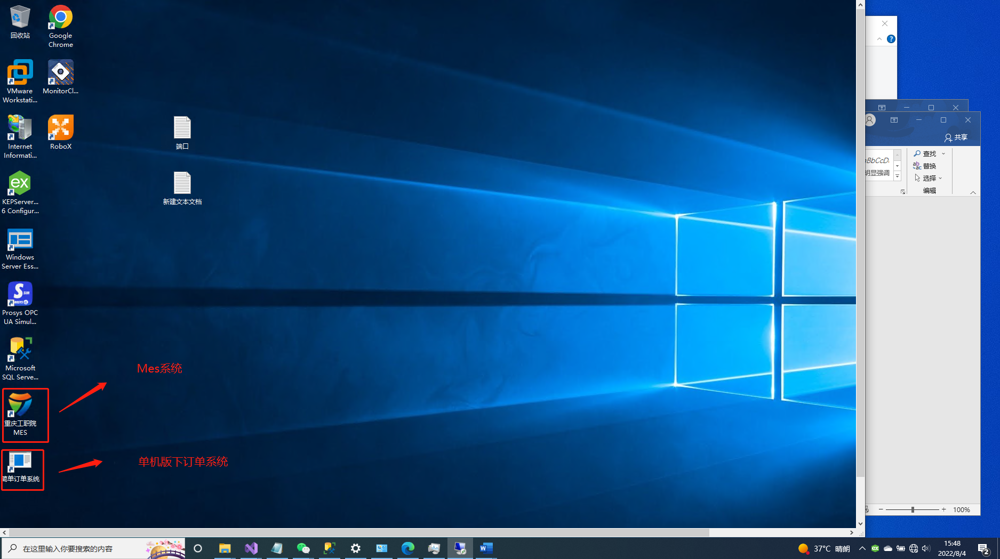 回收站
Google
Chrome
VMware
Workstati...
MonitorCl...
Internet
Informati...
RoboX
端口
KEPServer...
6 Configur...
新建文本文档
Windows
Server Ess...
Prosys OPC
UA Simul...
Microsoft
SQL Serve...
Mes系统
重庆工职院
MES
单机版下订单系统
简单订单系统
共享
查找
替换
明显强调
选择
编辑
100%
在这里输入你要搜索的内容
37°C 晴朗
15:48
2022/8/4
2